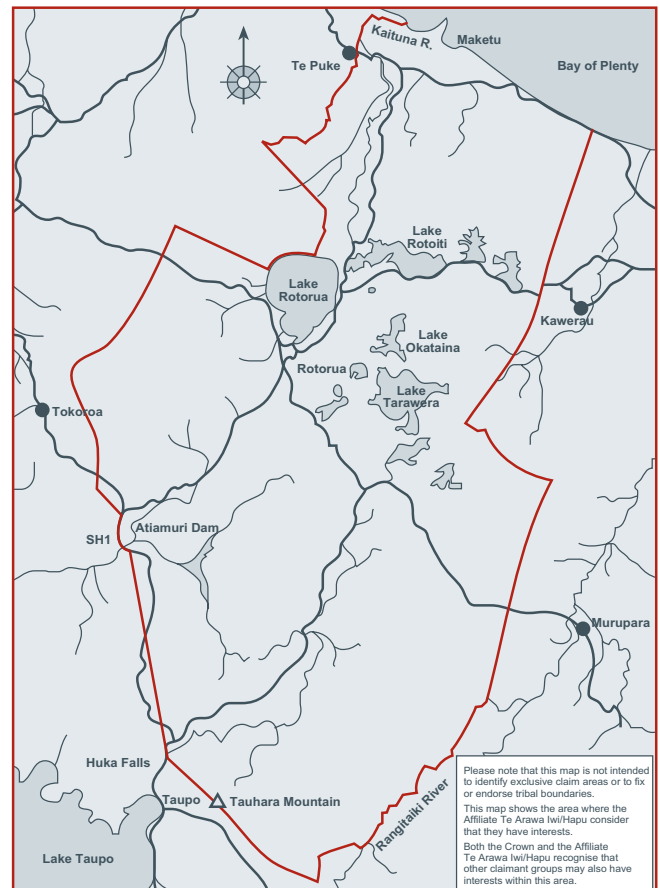 Kaituna R.
Maketu
Te Puke
Bay of Plenty
Lake
Rotoiti
Lake
Rotorua
Kawerau
Lake
Okataina
Rotorua
Lake
Tarawera
Tokoroa
Atiamuri Dam
SH1
Murupara
Huka Falls
Taupo
Tauhara Mountain
Rangitaiki River
Lake Taupo
Please note that this map is not intended
to identify exclusive claim areas or to fix
or endorse tribal boundaries.
This map shows the area where the
Affiliate Te Arawa Iwi/Hapu consider
that they have interests.
Both the Crown and the Affiliate
Te Arawa Iwi/Hapu recognise that
other claimant groups may also have
interests within this area.